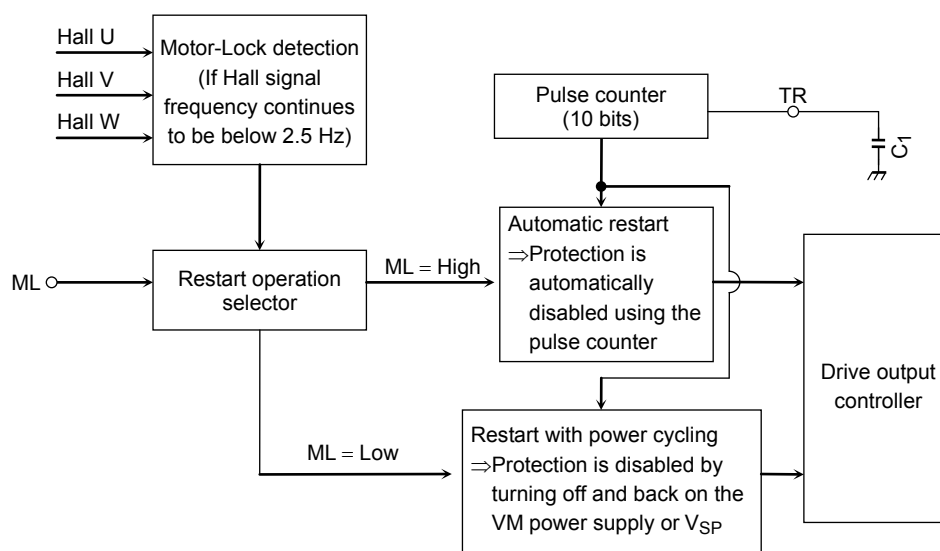 Hall U
Hall V
Hall W
Motor-Lock detection
(If Hall signal
frequency continues
to be below 2.5 Hz)
Pulse counter
(10 bits)
TR
C1
ML
Restart operation
selector
ML = High
Automatic restart
⇒Protection is
automatically
disabled using the
pulse counter
Drive output
controller
ML = Low
Restart with power cycling
⇒Protection is disabled by
turning off and back on the
VM power supply or VSP